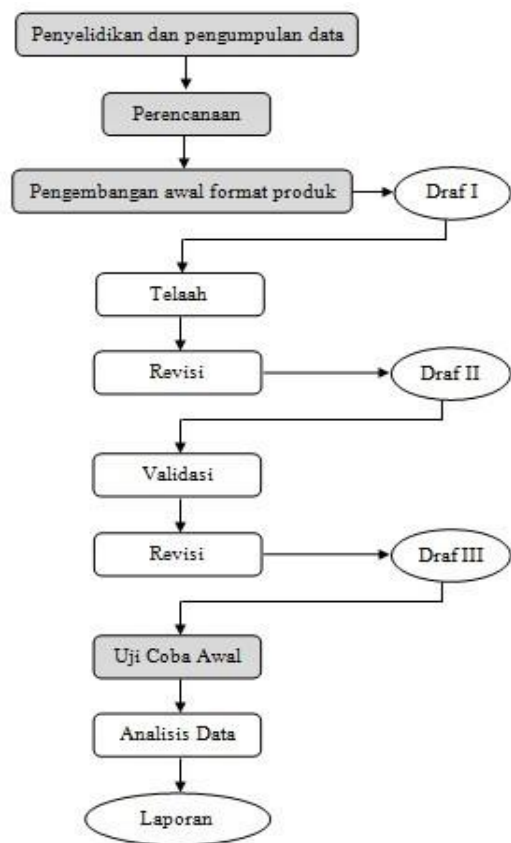 Penyelidikan dan pengumpulan data
Perencanaan
Pengembangan awal format produk
Draf I
Telaah
Revisi
Draf II
Validasi
Revisi
Draf III
Uji Coba Awal
Analisis Data
Laporan